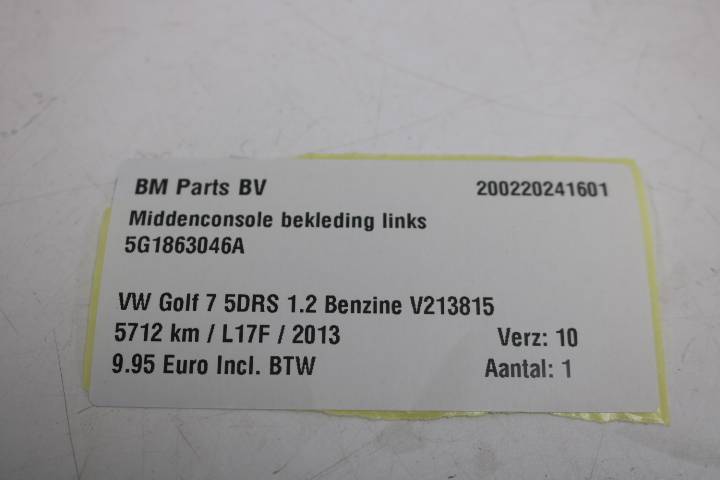 BM Parts BV 200220241601
Middenconsole bekleding links
5G1863046A
VW Golf 7 5DRS 1.2 Benzine V213815
5712 km / L17F / 2013 Verz: 10
9.95 Euro Incl. BTW Aantal: 1